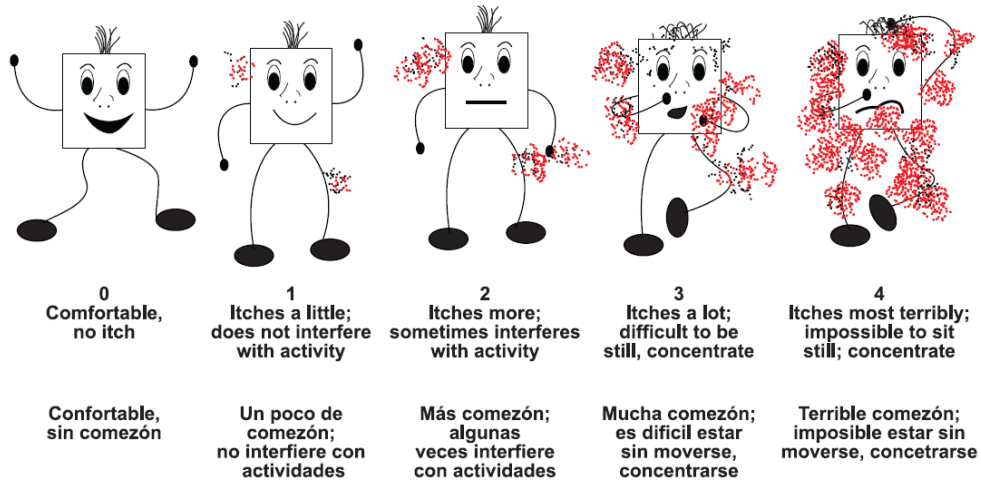 0
Comfortable,
no itch
1
Itches a little;
does not interfere
with activity
2
Itches more;
sometimes interferes
with activity
3
Itches a lot;
difficult to be
still, concentrate
4
Itches most terribly;
impossible to sit
still; concentrate
Confortable,
sin comezón
Un poco de
comezón;
no interfiere con
actividades
Más comezón;
algunas
veces interfiere
con actividades
Mucha comezón;
es dificil estar
sin moverse,
concentrarse
Terrible comezón;
imposible estar sin
moverse, concetrarse